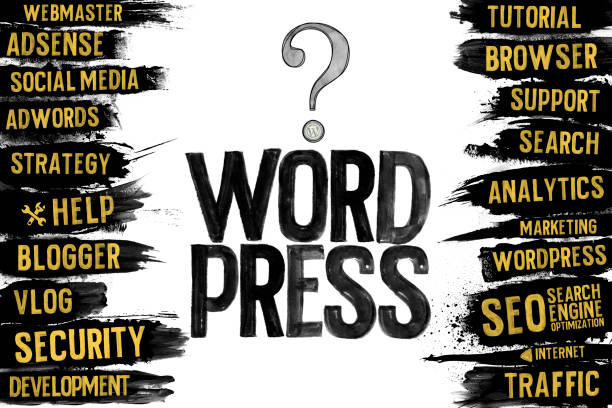 WEBMASTER
ADSENSE
SOCIAL MEDIA
ADWORDS
STRATEGY
HELP
BLOGGER
VLOG
SECURITY
DEVELOPMENT
?
W
WORD
PRESS
TUTORIAL
BROWSER
SUPPORT
SEARCH
ANALYTICS
MARKETING
WORDPRESS
SEO SEARCH
ENGINE
OPTIMIZATION
INTERNET
TRAFFIC